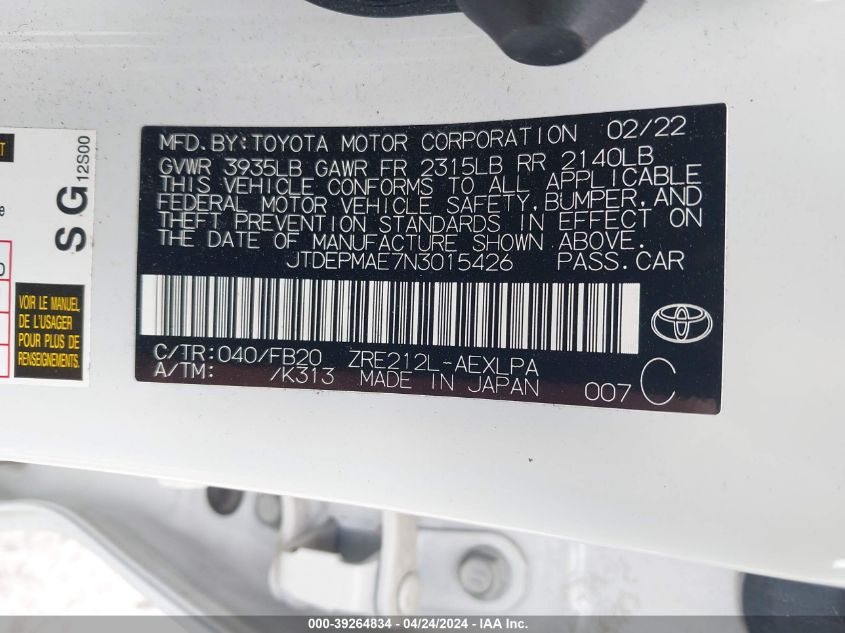 MFD.BY:TOYOTA MOTOR CORPORATION 02/22
GVWR 3935LB GAWR FR 2315LB RR 2140LB
THIS VEHICLE CONFORMS TO ALL APPLICABLE
FEDERAL MOTOR VEHICLE SAFETY,BUMPER,AND
THEFT PREVENTION STANDARDS IN EFFECT ON
THE DATE OF MANUFACTURE SHOWN ABOVE.
JTDEPMAE7N3015426 PASS.CAR
C/TR:040/FB20 ZRE212L-AEXLPA
A/TM: /K313 MADE IN JAPAN 007 C
SG 12S00
VOIR LE MANUEL
DE L'USAGER
POUR PLUS DE
RENSEIGNEMENTS.
000-39264834 - 04/24/2024 - IAA Inc.